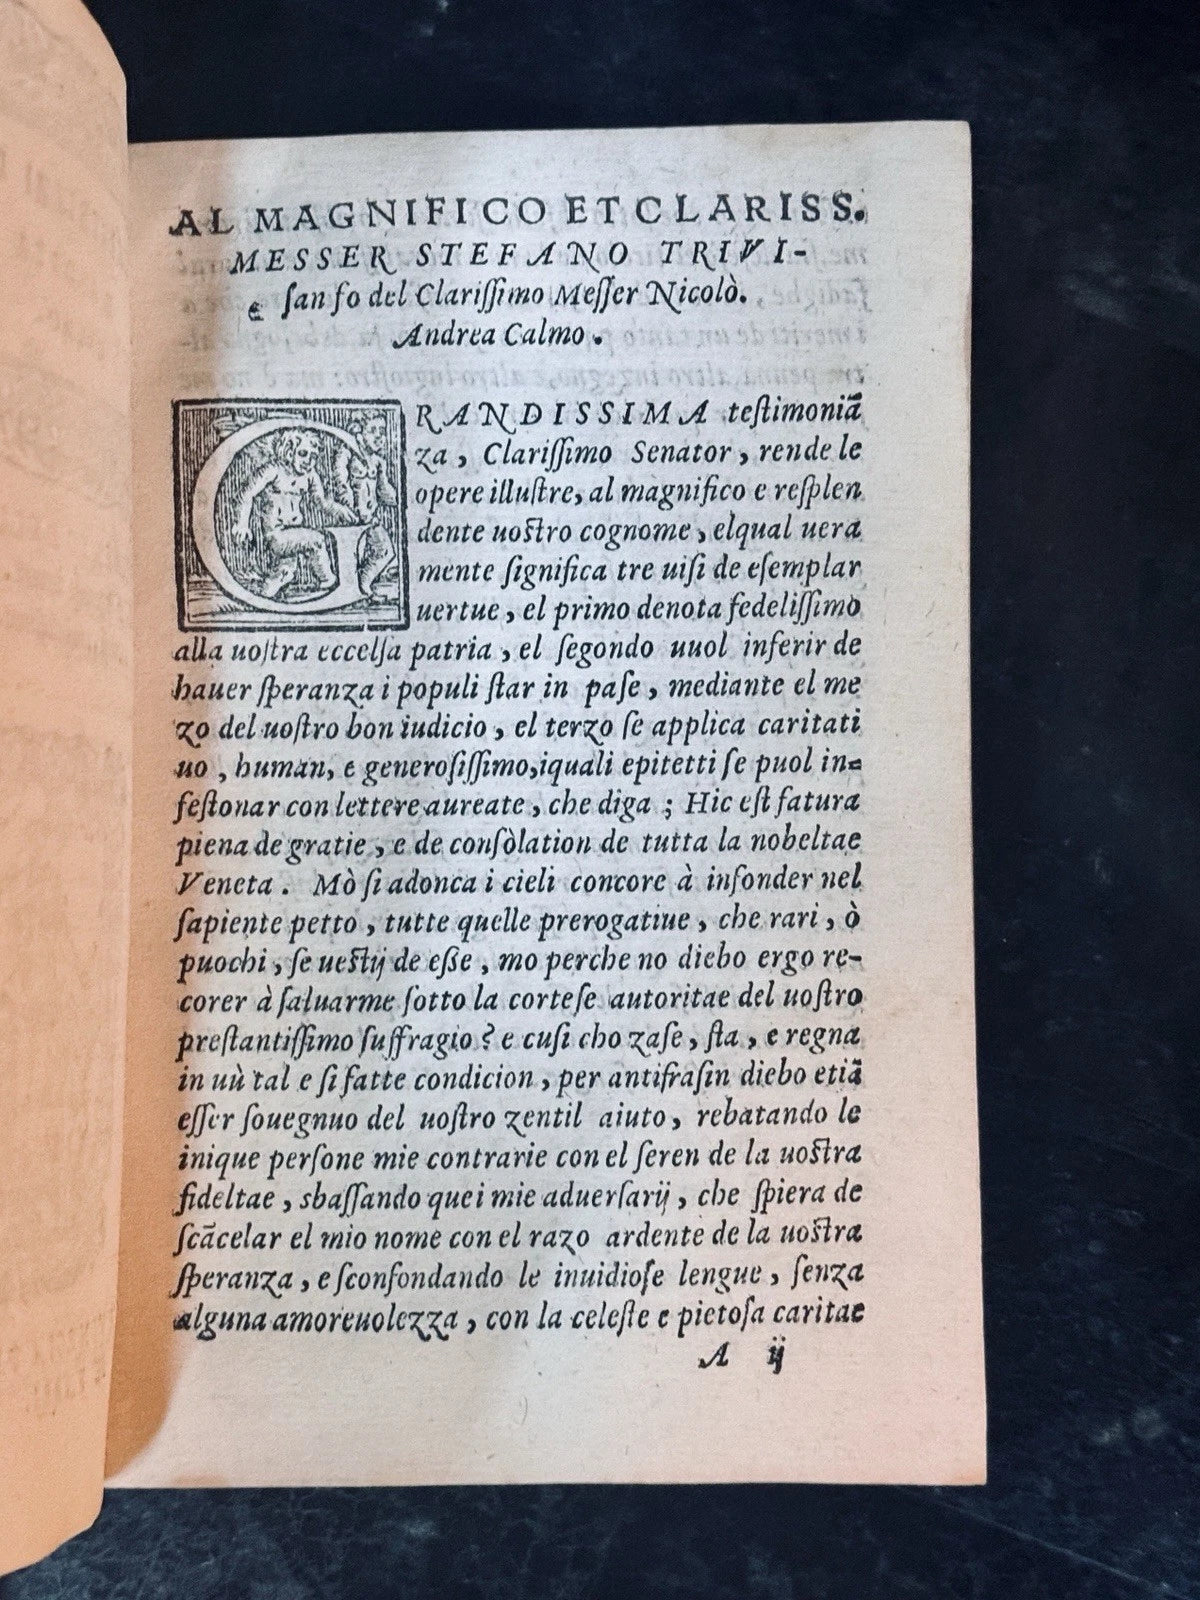 AL MAGNIFICO ET CLARISS.
MESSER STEFANO TRIVI-
ſan fo del Clariſſimo Meſſer Nicolò.
Andrea Calmo.
GRANDISSIMA teſtimoniā
za, Clariſſimo Senator, rende le
opere illuſtre, al magnifico e reſplen
dente uoſtro cognome, elqual uera
mente ſignifica tre uiſi de eſemplar
uertue, el primo denota fedeliſſimo
alla uoſtra eccelſa patria, el ſegondo uuol inferir de
hauer ſperanza i populi ſtar in paſe, mediante el me
zo del uoſtro bon iudicio, el terzo ſe applica caritati
uo, human, e generoſiſſimo, iquali epitetti ſe puol in=
feſtonar con lettere aureate, che diga; Hic eſt fatura
piena de gratie, e de conſòlation de tutta la nobeltae
Veneta. Mò ſi adonca i cieli concore à infonder nel
ſapiente petto, tutte quelle prerogatiue, che rari, ò
puochi, ſe ueſtij de eſſe, mo perche no diebo ergo re-
corer à ſaluarme ſotto la corteſe autoritae del uoſtro
preſtantiſſimo ſuffragio? e cuſi cho zaſe, ſta, e regna
in uù tal e ſi fatte condicion, per antifraſin diebo etiā
eſſer ſouegnuo del uoſtro zentil aiuto, rebatando le
inique perſone mie contrarie con el ſeren de la uoſtra
fideltae, sbaſſando quei mie aduerſarij, che ſpiera de
ſcācelar el mio nome con el razo ardente de la uoſtra
ſperanza, e ſconfondando le inuidioſe lengue, ſenza
alguna amoreuolezza, con la celeſte e pietoſa caritae
A ij